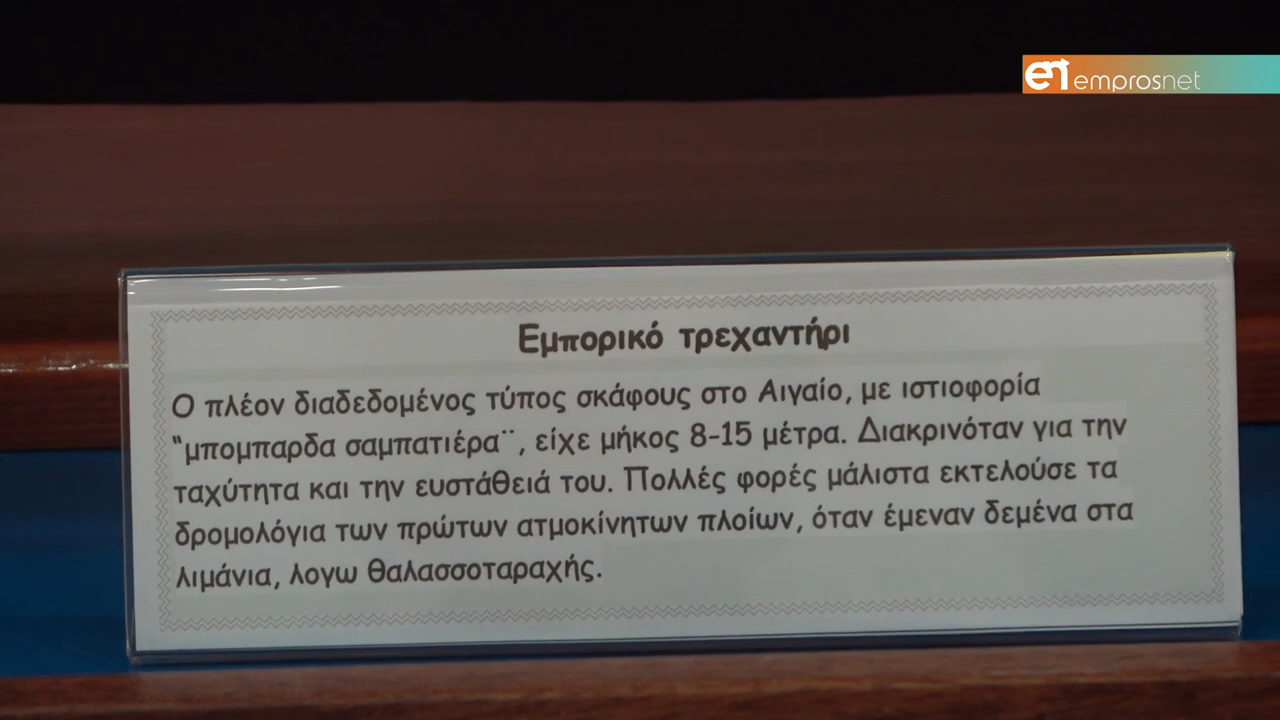 emprosnet
Εμπορικό τρεχαντήρι
Ο πλέον διαδεδομένος τύπος σκάφους στο Αιγαίο, με ιστιοφορία
“μπομπαρδα σαμπατιέρα¨, είχε μήκος 8-15 μέτρα. Διακρινόταν για την
ταχύτητα και την ευστάθειά του. Πολλές φορές μάλιστα εκτελούσε τα
δρομολόγια των πρώτων ατμοκίνητων πλοίων, όταν έμεναν δεμένα στα
λιμάνια, λογω θαλασσοταραχής.